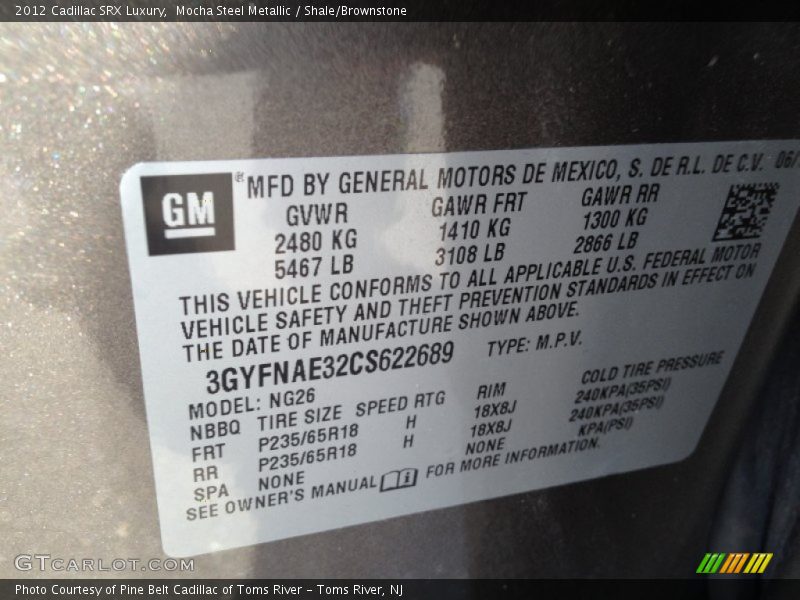 2012 Cadillac SRX Luxury, Mocha Steel Metallic / Shale/Brownstone
GM ® MFD BY GENERAL MOTORS DE MEXICO, S. DE R.L. DE C.V. 06/
GVWR GAWR FRT GAWR RR
2480 KG 1410 KG 1300 KG
5467 LB 3108 LB 2866 LB
THIS VEHICLE CONFORMS TO ALL APPLICABLE U.S. FEDERAL MOTOR
VEHICLE SAFETY AND THEFT PREVENTION STANDARDS IN EFFECT ON
THE DATE OF MANUFACTURE SHOWN ABOVE.
3GYFNAE32CS622689 TYPE: M.P.V.
MODEL: NG26
NBBQ TIRE SIZE SPEED RTG RIM COLD TIRE PRESSURE
FRT P235/65R18 H 18X8J 240KPA(35PSI)
RR P235/65R18 H 18X8J 240KPA(35PSI)
SPA NONE NONE KPA(PSI)
SEE OWNER'S MANUAL FOR MORE INFORMATION.
GTCARLOT.COM
Photo Courtesy of Pine Belt Cadillac of Toms River – Toms River, NJ